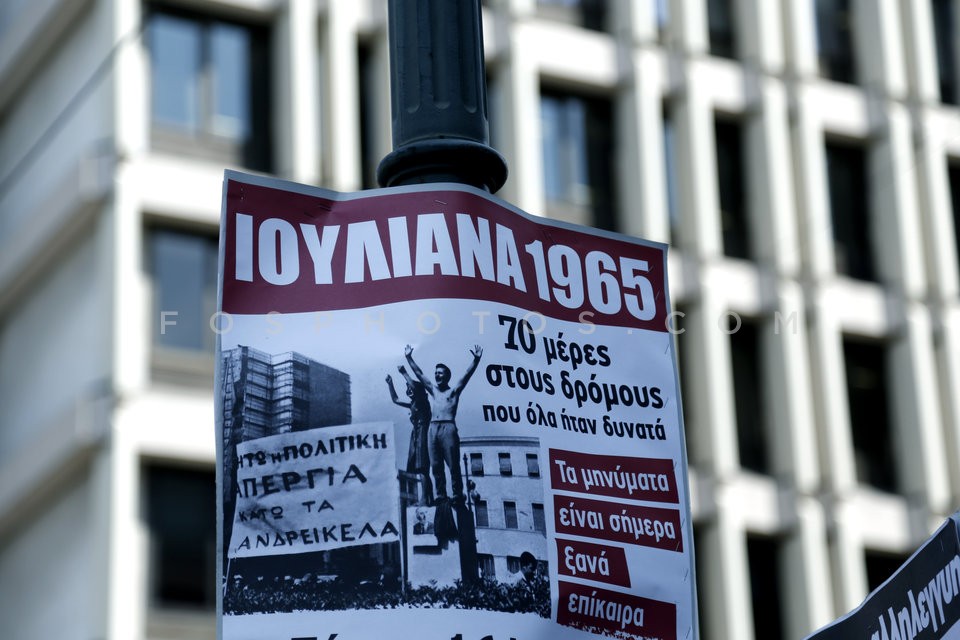 ΙΟΥΛΙΑΝΑ 1965
70 μέρες
στους δρόμους
που όλα ήταν δυνατά
Τα μηνύματα
είναι σήμερα
ξανά
επίκαιρα
ΗΤΩ Η ΠΟΛΙΤΙΚΗ
ΑΠΕΡΓΙΑ
ΚΑΤΩ ΤΑ
ΑΝΔΡΕΙΚΕΛΑ
FOSPHOTOS.COM